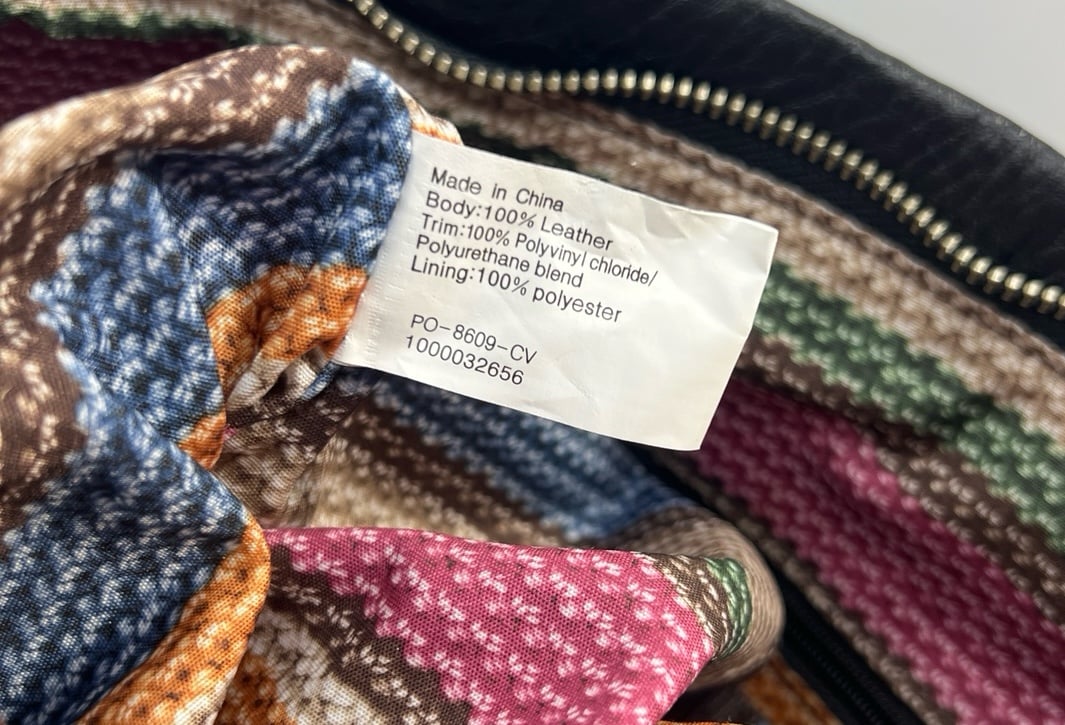 Made in China
Body:100% Leather
Trim:100% Polyvinyl chloride/
Polyurethane blend
Lining:100% polyester
PO-8609-CV
1000032656